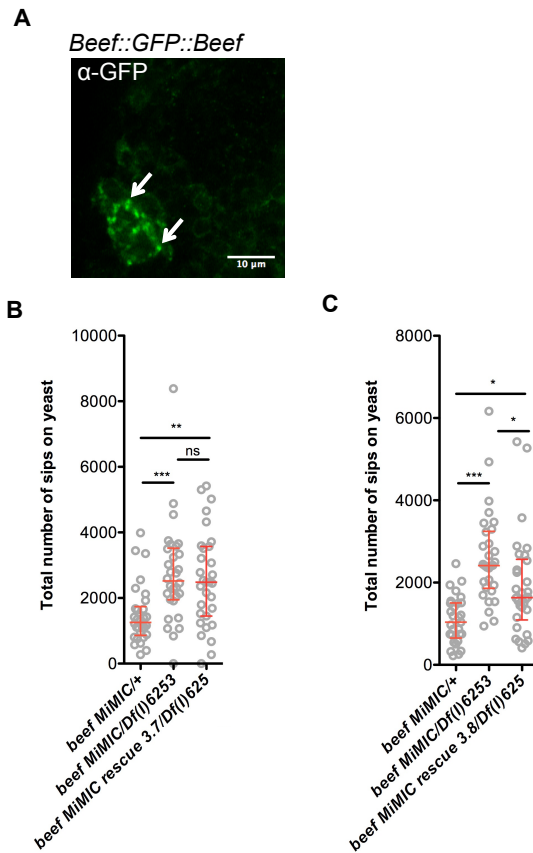 A
Beef::GFP::Beef
α-GFP
10 µm
B
Total number of sips on yeast
10000
8000
6000
4000
2000
0
**
ns
***
beef MiMIC/+
beef MiMIC/Df(I)6253
beef MiMIC rescue 3.7/Df(I)625
C
Total number of sips on yeast
8000
6000
4000
2000
0
*
*
***
beef MiMIC/+
beef MiMIC/Df(I)6253
beef MiMIC rescue 3.8/Df(I)625